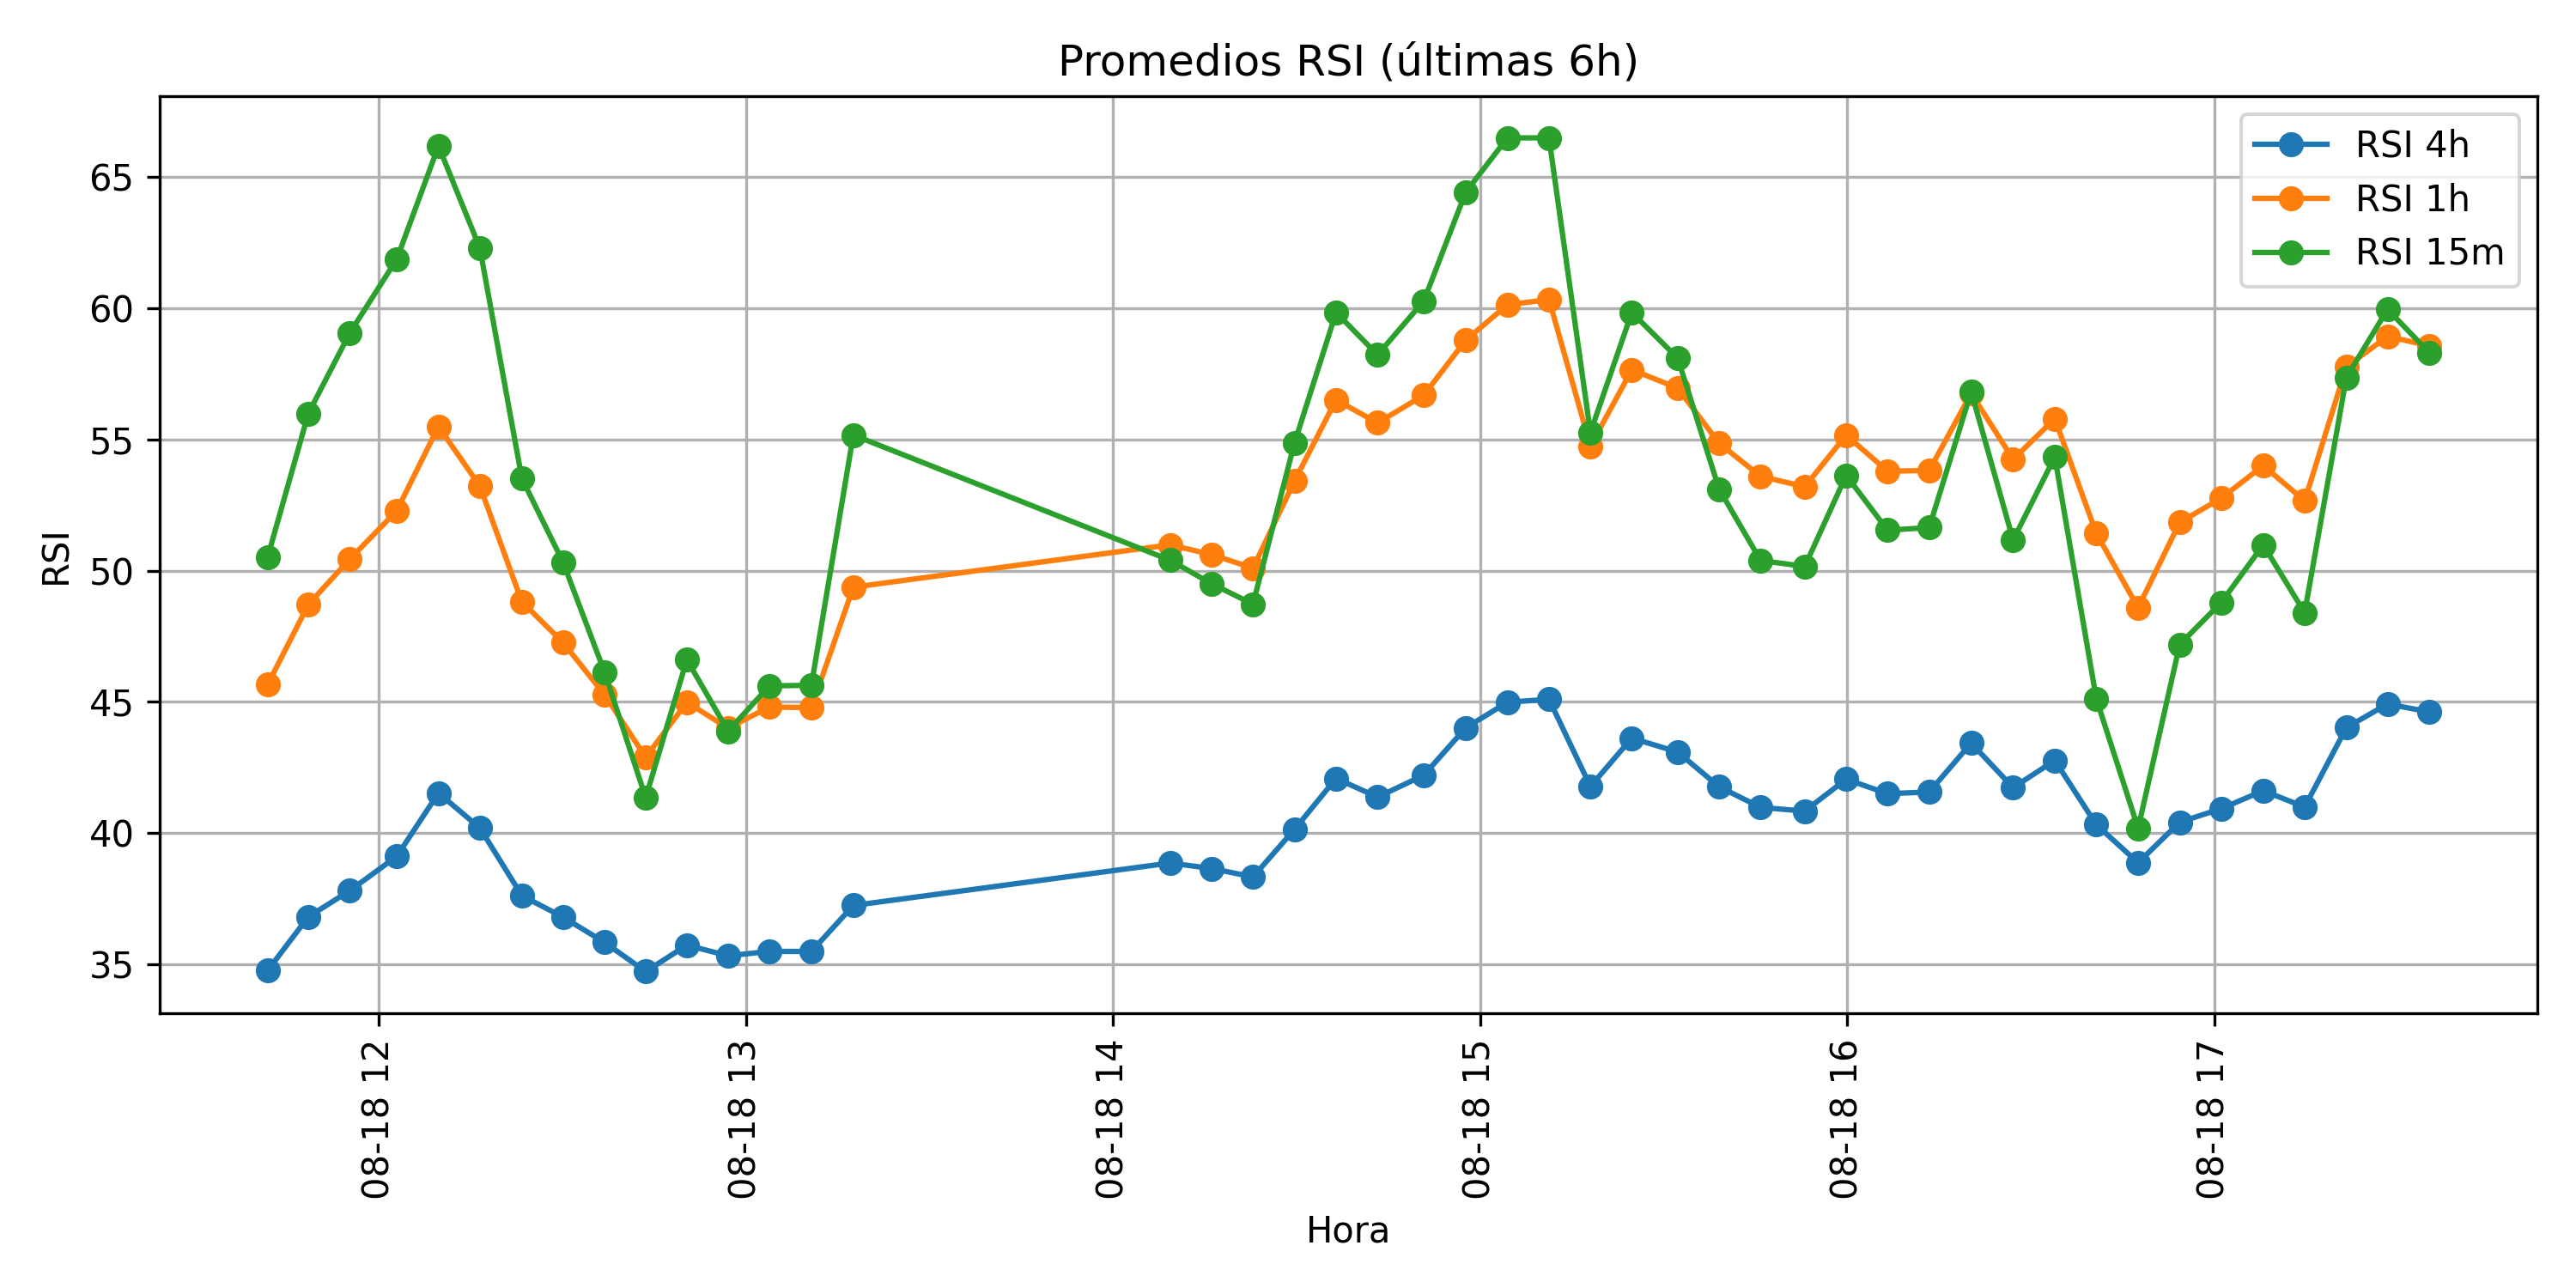 Promedios RSI (últimas 6h)
RSI 4h
RSI 1h
RSI 15m
RSI
65
60
55
50
45
40
35
08-18 12
08-18 13
08-18 14
08-18 15
08-18 16
08-18 17
Hora